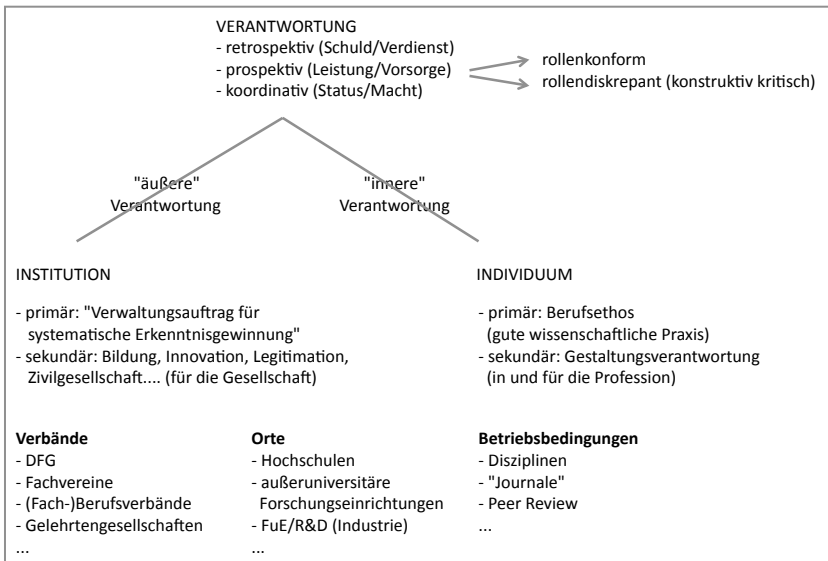 VERANTWORTUNG
- retrospektiv (Schuld/Verdienst)
- prospektiv (Leistung/Vorsorge)
- koordinativ (Status/Macht)
rollenkonform
rollendiskrepant (konstruktiv kritisch)
"äußere"
Verantwortung
"innere"
Verantwortung
INSTITUTION
- primär: "Verwaltungsauftrag für
systematische Erkenntnisgewinnung"
- sekundär: Bildung, Innovation, Legitimation,
Zivilgesellschaft.... (für die Gesellschaft)
INDIVIDUUM
- primär: Berufsethos
(gute wissenschaftliche Praxis)
- sekundär: Gestaltungsverantwortung
(in und für die Profession)
Verbände
- DFG
- Fachvereine
- (Fach-)Berufsverbände
- Gelehrtengesellschaften
...
Orte
- Hochschulen
- außeruniversitäre
Forschungseinrichtungen
- FuE/R&D (Industrie)
...
Betriebsbedingungen
- Disziplinen
- "Journale"
- Peer Review
...